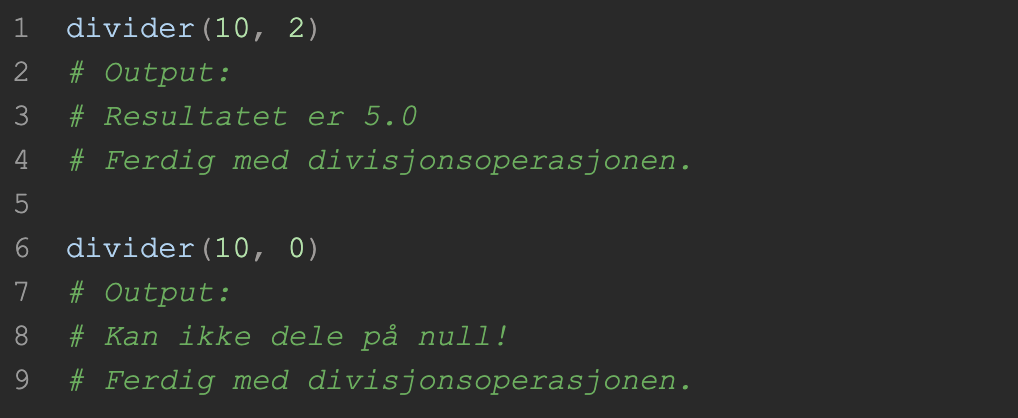 1 divider(10, 2)
2 # Output:
3 # Resultatet er 5.0
4 # Ferdig med divisjonsoperasjonen.
5
6 divider(10, 0)
7 # Output:
8 # Kan ikke dele på null!
9 # Ferdig med divisjonsoperasjonen.